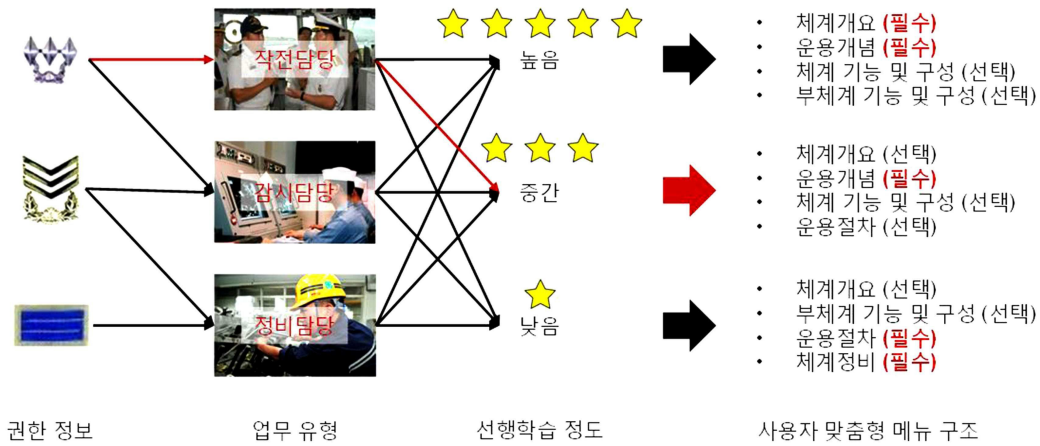 작전담당
감시담당
정비담당
높음
중간
낮음
• 체계개요 (필수)
• 운용개념 (필수)
• 체계 기능 및 구성 (선택)
• 부체계 기능 및 구성 (선택)
• 체계개요 (선택)
• 운용개념 (필수)
• 체계 기능 및 구성 (선택)
• 운용절차 (선택)
• 체계개요 (선택)
• 부체계 기능 및 구성 (선택)
• 운용절차 (필수)
• 체계정비 (필수)
권한 정보
업무 유형
선행학습 정도
사용자 맞춤형 메뉴 구조